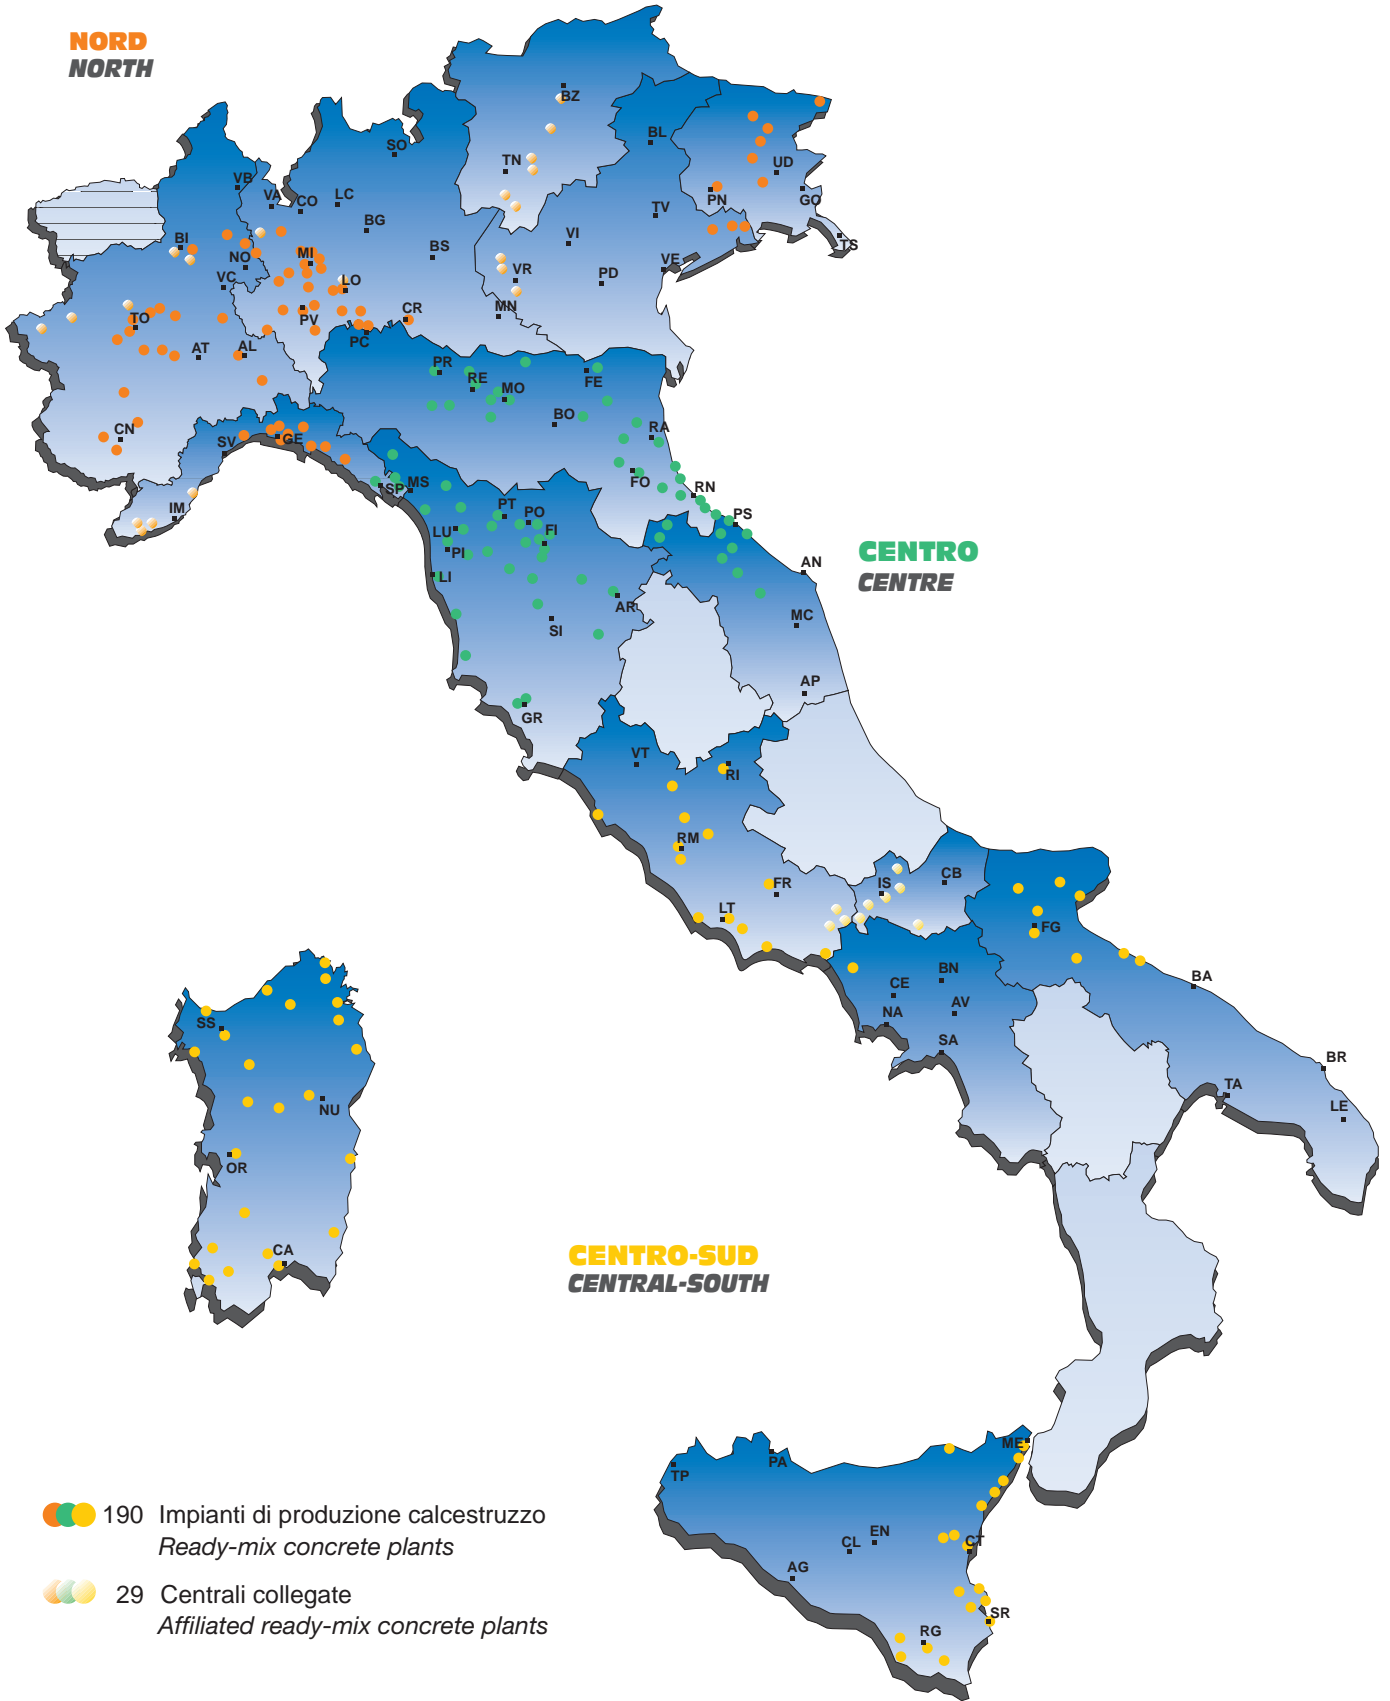 NORD
NORTH
BZ
SO
BL
TN
UD
VB
VA
CO
LC
PN
GO
BG
TV
BI
VI
TS
MI
BS
NO
VR
VE
VC
LO
PD
TO
PV
CR
MN
AT
AL
PC
PR
RE
MO
FE
BO
CN
SV
GE
RA
IM
SP
MS
FO
RN
PT
PO
PS
LU
FI
PI
LI
CENTRO
CENTRE
AN
AR
SI
MC
AP
GR
VT
RI
RM
FR
IS
CB
LT
FG
BN
CE
BA
AV
NA
SA
SS
BR
TA
LE
NU
OR
CA
CENTRO-SUD
CENTRAL-SOUTH
ME
TP
PA
CL
EN
CT
AG
SR
RG
190 Impianti di produzione calcestruzzo
Ready-mix concrete plants
29 Centrali collegate
Affiliated ready-mix concrete plants